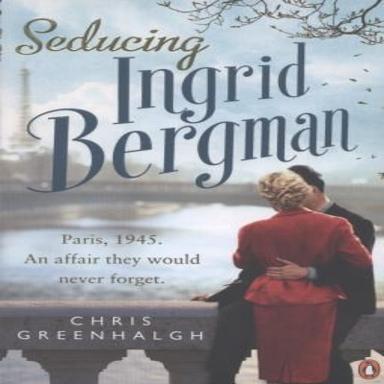 Seducing
Ingrid
Bergman
Paris, 1945.
An affair they would
never forget.
CHRIS
GREENHALGH